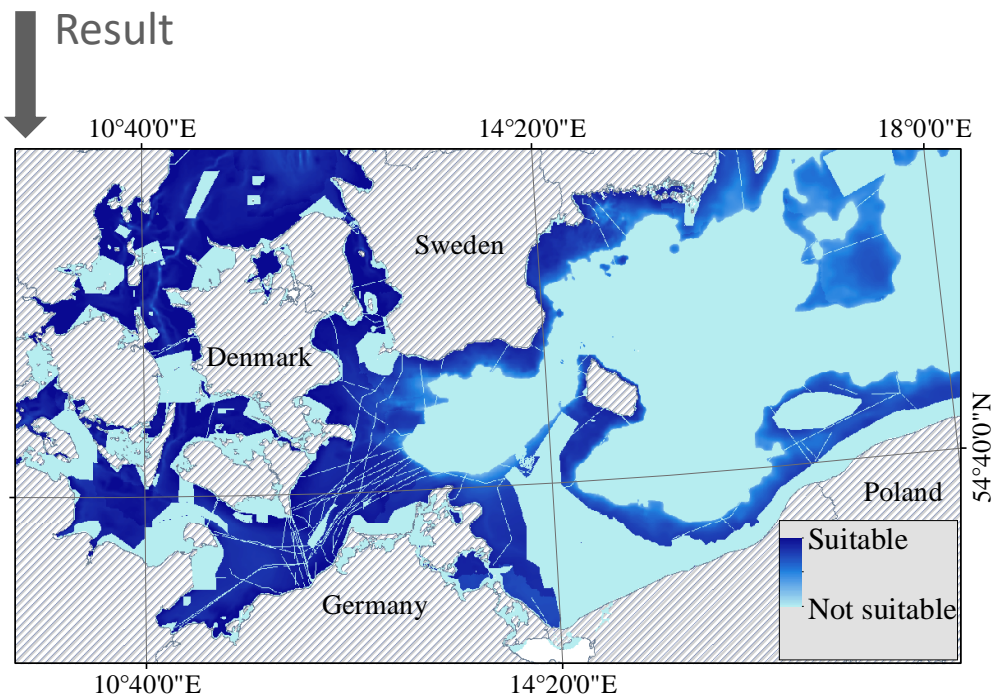 Result
10°40'0"E
14°20'0"E
18°0'0"E
Sweden
Denmark
54°40'0"N
Poland
Suitable
Not suitable
Germany
10°40'0"E
14°20'0"E